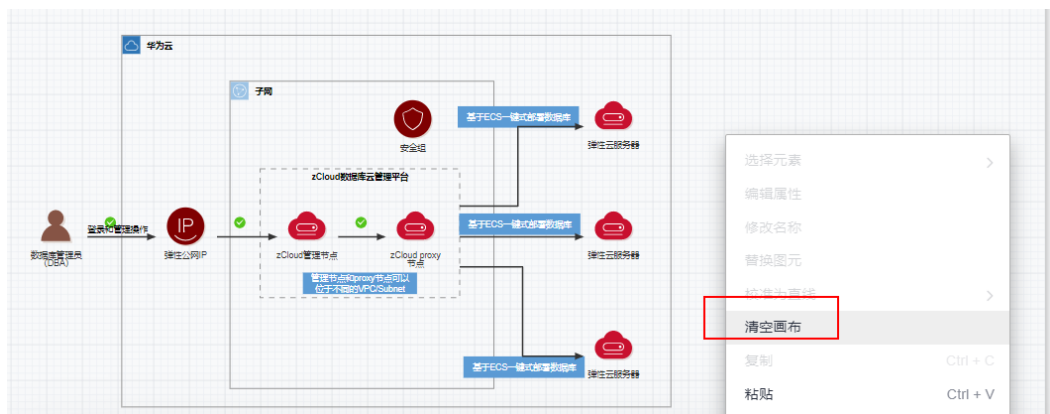 华为云
子网
安全组
基于ECS一键式部署数据库
弹性云服务器
zCloud数据库云管理平台
登录和管理操作
数据库管理员
(DBA)
IP
弹性公网IP
zCloud管理节点
zCloud proxy
节点
管理节点和proxy节点可以
位于不同的VPC/Subnet
基于ECS一键式部署数据库
弹性云服务器
基于ECS一键式部署数据库
弹性云服务器
选择元素
编辑属性
修改名称
替换图元
校准为直线
清空画布
复制 Ctrl + C
粘贴 Ctrl + V